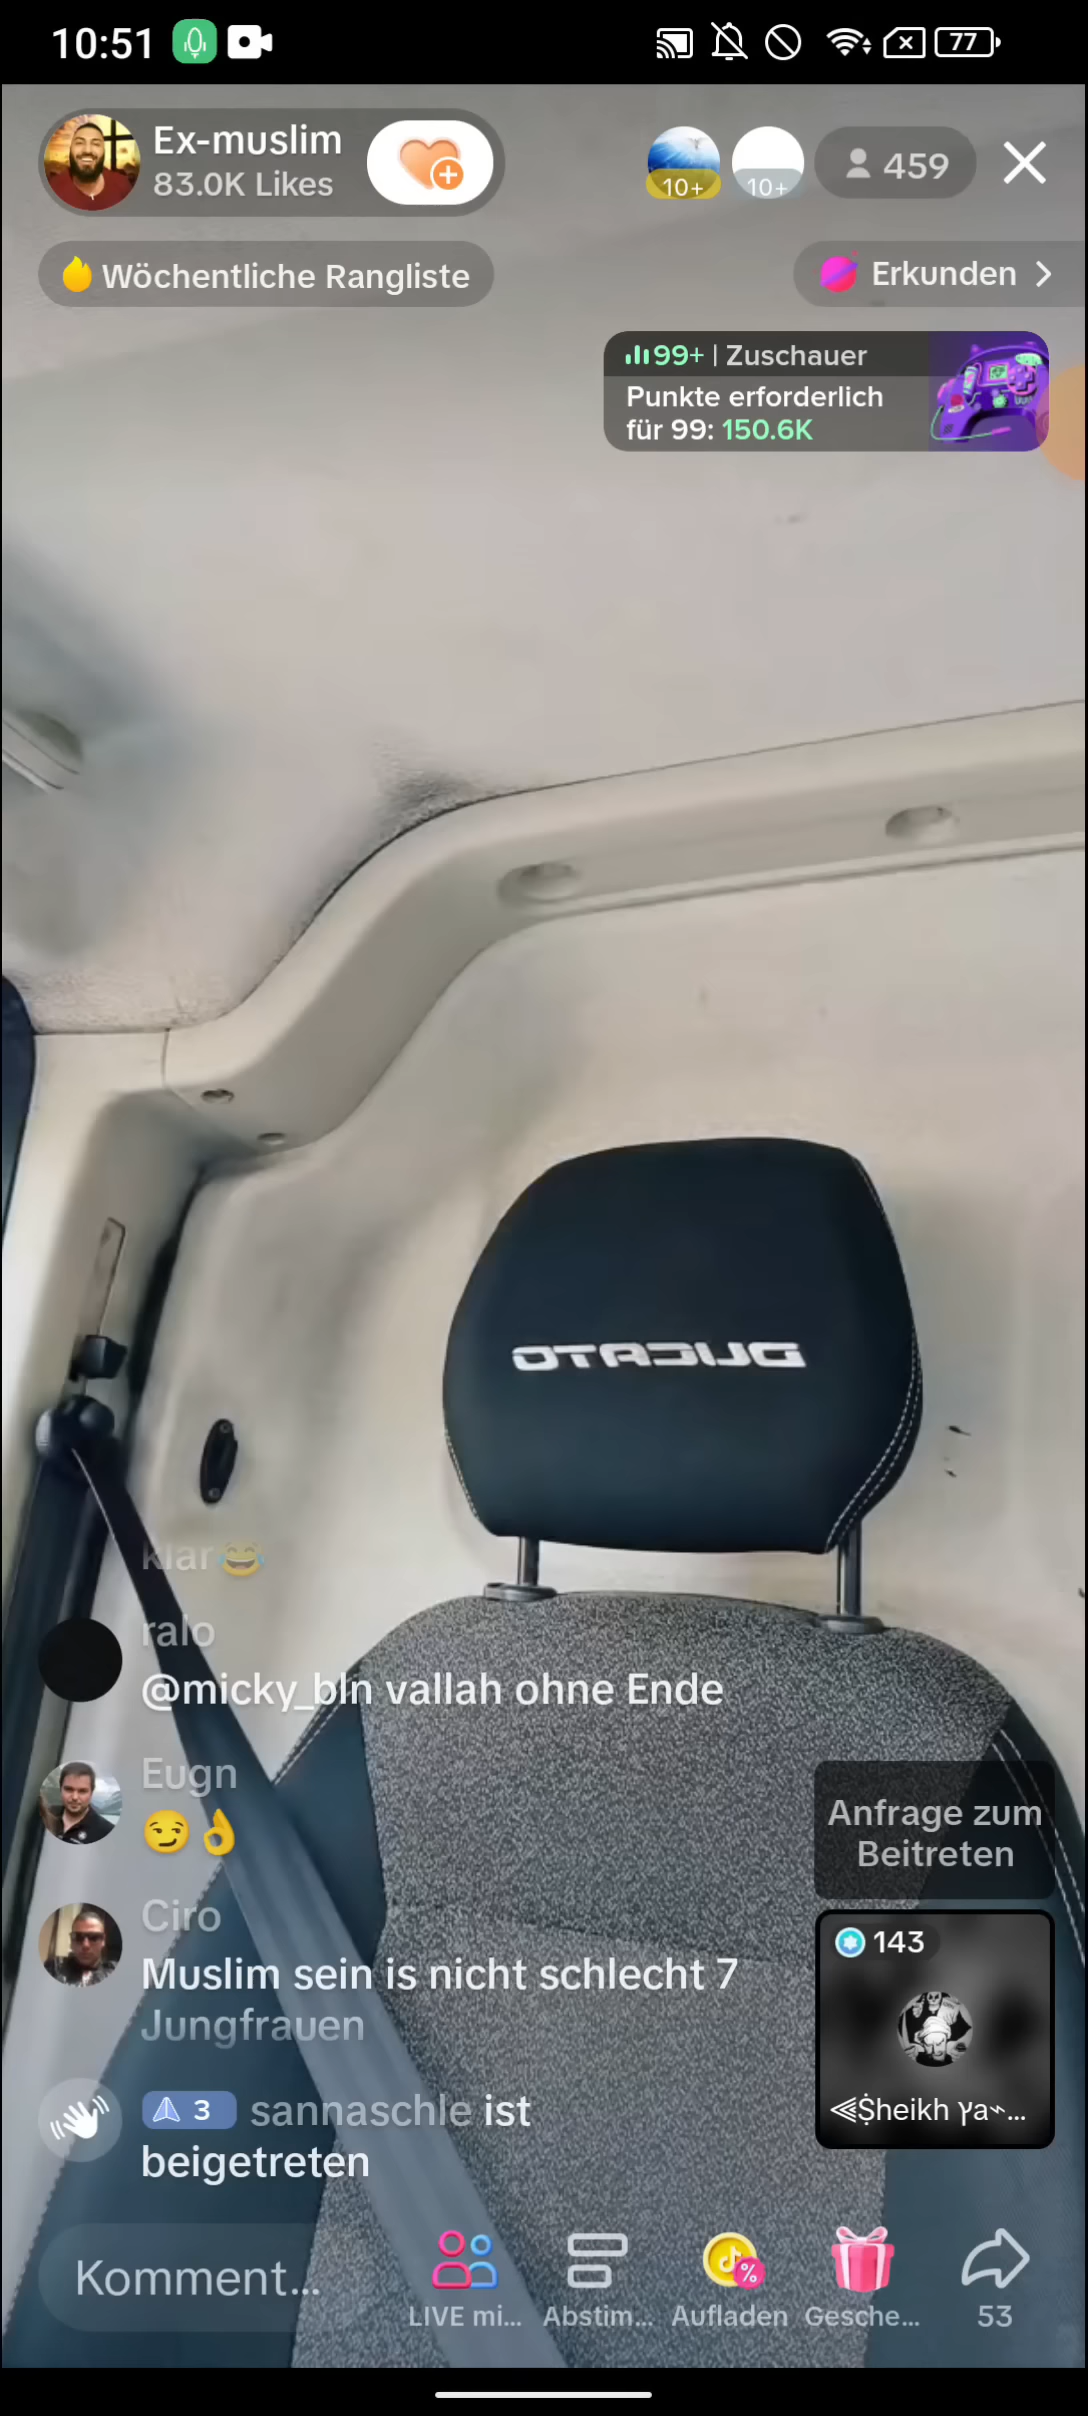 10:51
77
Ex-muslim
83.0K Likes
10+
10+
459
Wöchentliche Rangliste
Erkunden
99+ | Zuschauer
Punkte erforderlich
für 99: 150.6K
DUCATO
klar😂
ralo
@micky_bln vallah ohne Ende
Eugn
😏👌
Ciro
Muslim sein is nicht schlecht 7
Jungfrauen
3 sannaschle ist
beigetreten
Anfrage zum
Beitreten
143
Komment...
LIVE mi...
Abstim...
Aufladen
Gesche...
53